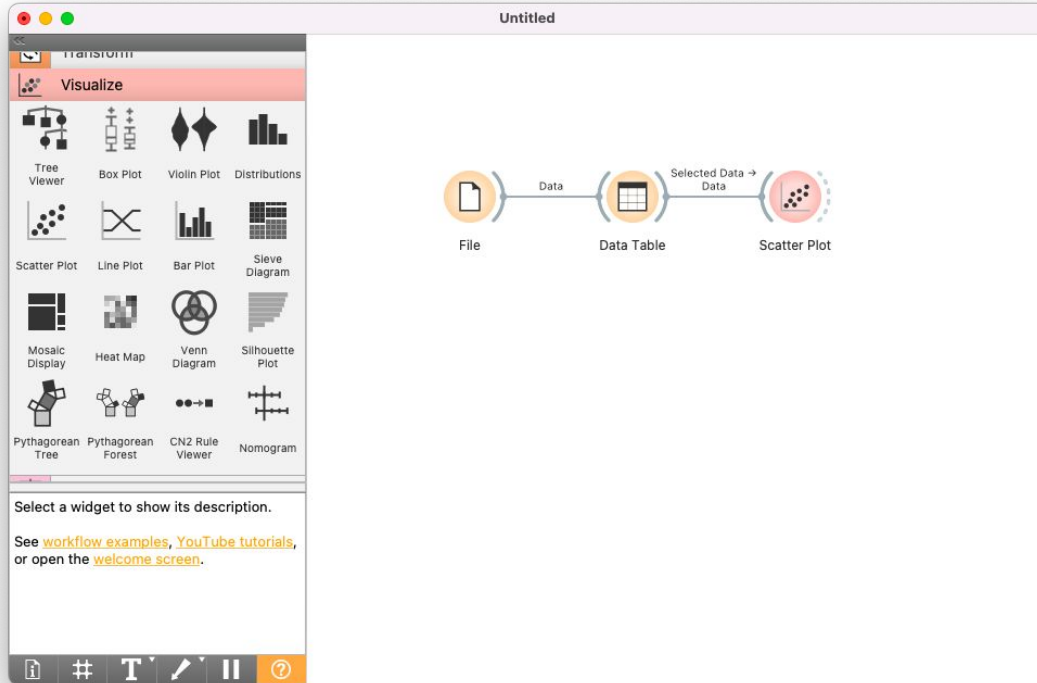 Untitled
Transform
Visualize
Tree
Viewer
Box Plot
Violin Plot
Distributions
Scatter Plot
Line Plot
Bar Plot
Sieve
Diagram
Mosaic
Display
Heat Map
Venn
Diagram
Silhouette
Plot
Pythagorean
Tree
Pythagorean
Forest
CN2 Rule
Viewer
Nomogram
Select a widget to show its description.
See workflow examples, YouTube tutorials,
or open the welcome screen.
T
Data
Selected Data →
Data
File
Data Table
Scatter Plot